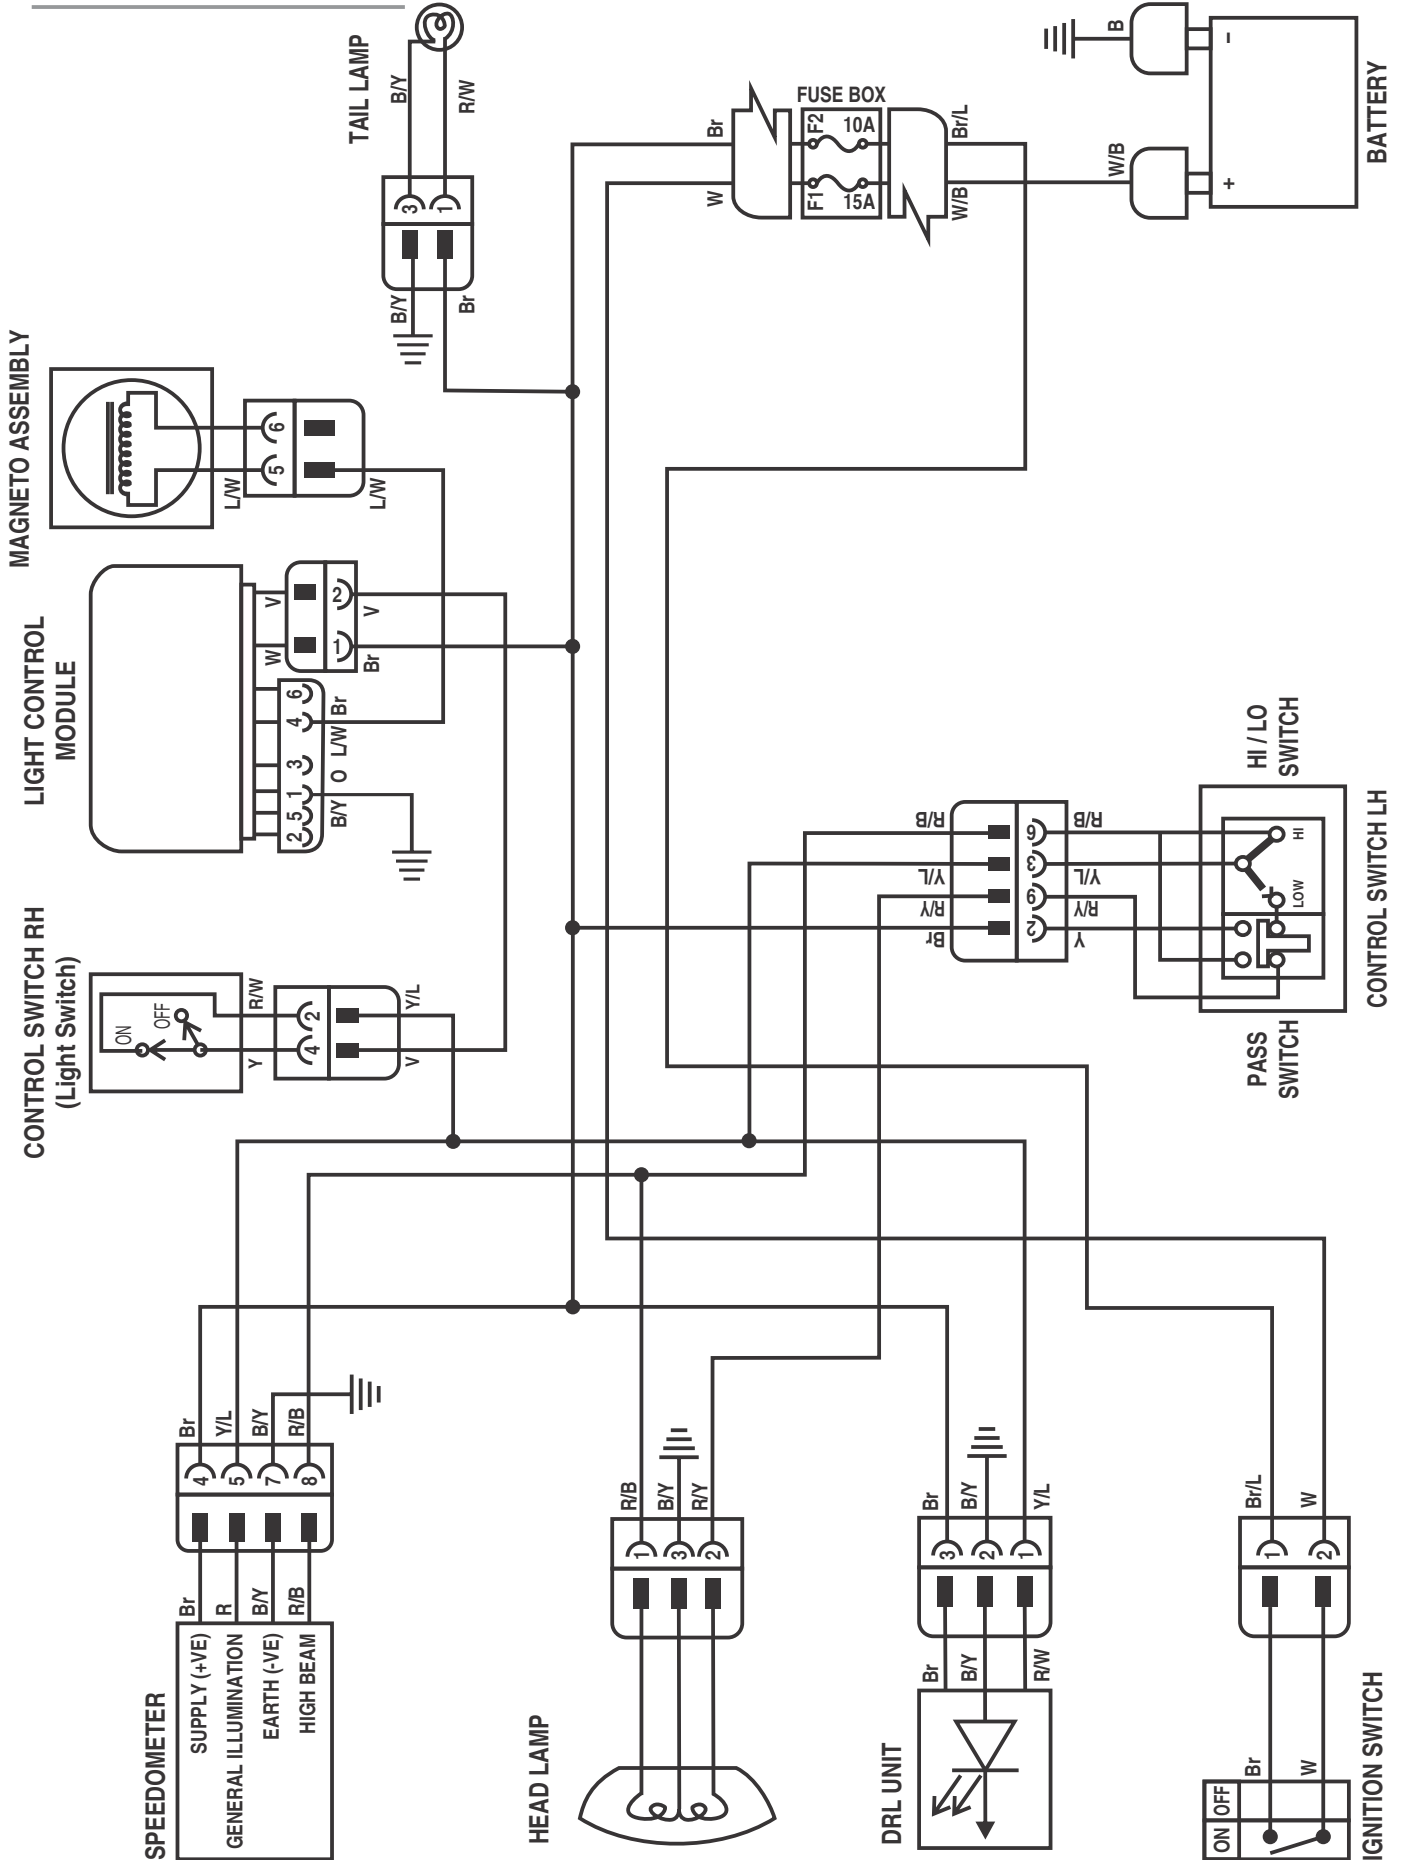 TAIL LAMP
B/Y
R/W
3
1
B/Y
Br
FUSE BOX
Br
W
F2
10A
F1
15A
Br/L
W/B
B
W/B
-
+
BATTERY
MAGNETO ASSEMBLY
L/W
5
6
L/W
LIGHT CONTROL
MODULE
W
V
1
2
Br
V
2
5
1
3
4
6
B/Y
O
L/W
Br
CONTROL SWITCH RH
(Light Switch)
ON
OFF
Y
R/W
4
2
V
Y/L
R/B
Y/L
R/Y
Br
6
3
9
2
R/B
Y/L
R/Y
Y
HI / LO
SWITCH
HI
LOW
PASS
SWITCH
CONTROL SWITCH LH
Br
Y/L
B/Y
R/B
4
5
7
8
Br
R
B/Y
R/B
SUPPLY (+VE)
GENERAL ILLUMINATION
EARTH (-VE)
HIGH BEAM
SPEEDOMETER
R/B
B/Y
R/Y
1
3
2
HEAD LAMP
Br
B/Y
Y/L
3
2
1
Br
B/Y
R/W
DRL UNIT
Br/L
W
1
2
Br
W
ON
OFF
IGNITION SWITCH